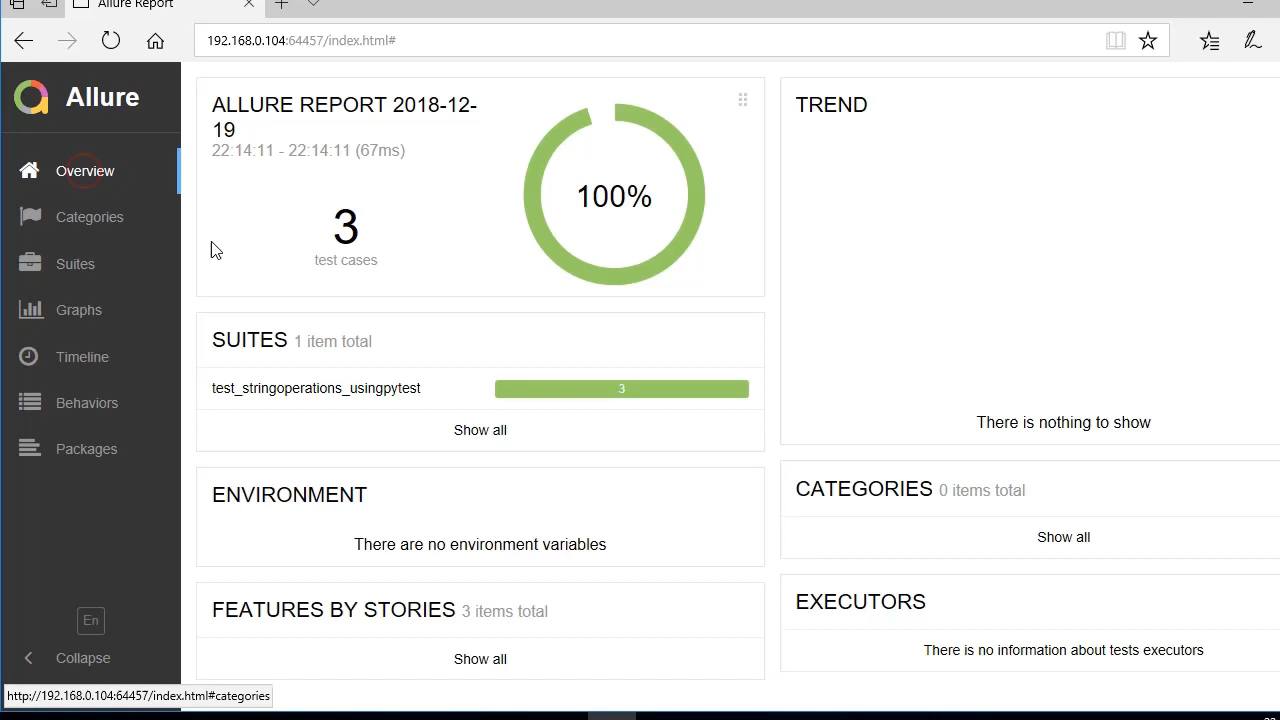 Allure Report
192.168.0.104:64457/index.html#
Allure
Overview
Categories
Suites
Graphs
Timeline
Behaviors
Packages
En
Collapse
http://192.168.0.104:64457/index.html#categories
ALLURE REPORT 2018-12-
19
22:14:11 - 22:14:11 (67ms)
3
test cases
100%
SUITES 1 item total
test_stringoperations_usingpytest 3
Show all
ENVIRONMENT
There are no environment variables
FEATURES BY STORIES 3 items total
Show all
TREND
There is nothing to show
CATEGORIES 0 items total
Show all
EXECUTORS
There is no information about tests executors